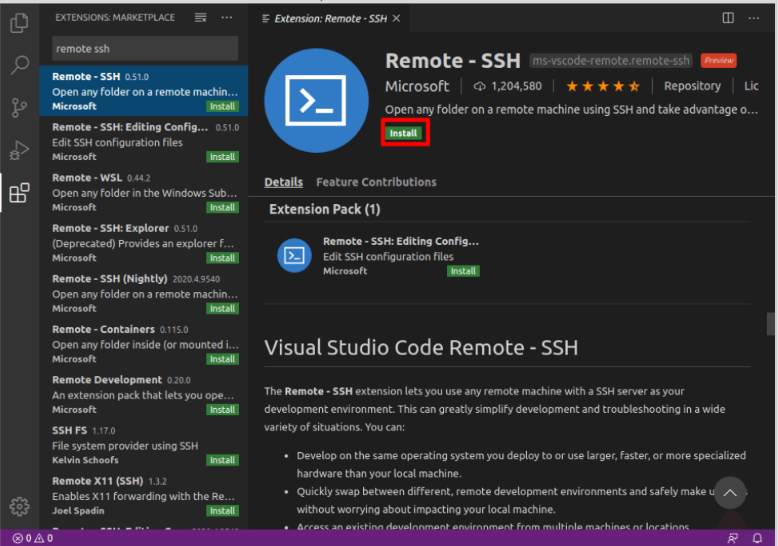 EXTENSIONS: MARKETPLACE
remote ssh
Remote - SSH 0.51.0
Open any folder on a remote machin...
Microsoft Install
Remote - SSH: Editing Config... 0.51.0
Edit SSH configuration files
Microsoft Install
Remote - WSL 0.44.2
Open any folder in the Windows Sub...
Microsoft Install
Remote - SSH: Explorer 0.51.0
(Deprecated) Provides an explorer f...
Microsoft Install
Remote - SSH (Nightly) 2020.4.9540
Open any folder on a remote machin...
Microsoft Install
Remote - Containers 0.115.0
Open any folder inside (or mounted i...
Microsoft Install
Remote Development 0.20.0
An extension pack that lets you ope...
Microsoft Install
SSH FS 1.17.0
File system provider using SSH
Kelvin Schoofs Install
Remote X11 (SSH) 1.3.2
Enables X11 forwarding with the Re...
Joel Spadin Install
Extension: Remote - SSH
Remote - SSH ms-vscode-remote.remote-ssh Preview
Microsoft 1,204,580 Repository Lic
Open any folder on a remote machine using SSH and take advantage o...
Install
Details Feature Contributions
Extension Pack (1)
Remote - SSH: Editing Config...
Edit SSH configuration files
Microsoft Install
Visual Studio Code Remote - SSH
The Remote - SSH extension lets you use any remote machine with a SSH server as your
development environment. This can greatly simplify development and troubleshooting in a wide
variety of situations. You can:
• Develop on the same operating system you deploy to or use larger, faster, or more specialized
hardware than your local machine.
• Quickly swap between different, remote development environments and safely make
without worrying about impacting your local machine.
• Access an existing development environment from multiple machines or locations.
0 0